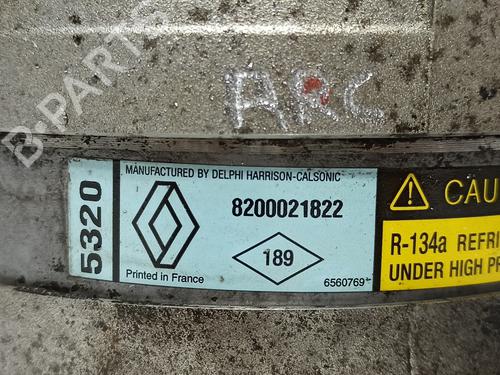 B-PARTS
ARC
5320
MANUFACTURED BY DELPHI HARRISON-CALSONIC
8200021822
189
Printed in France
6560769
CAU
R-134a REFRI
UNDER HIGH PR